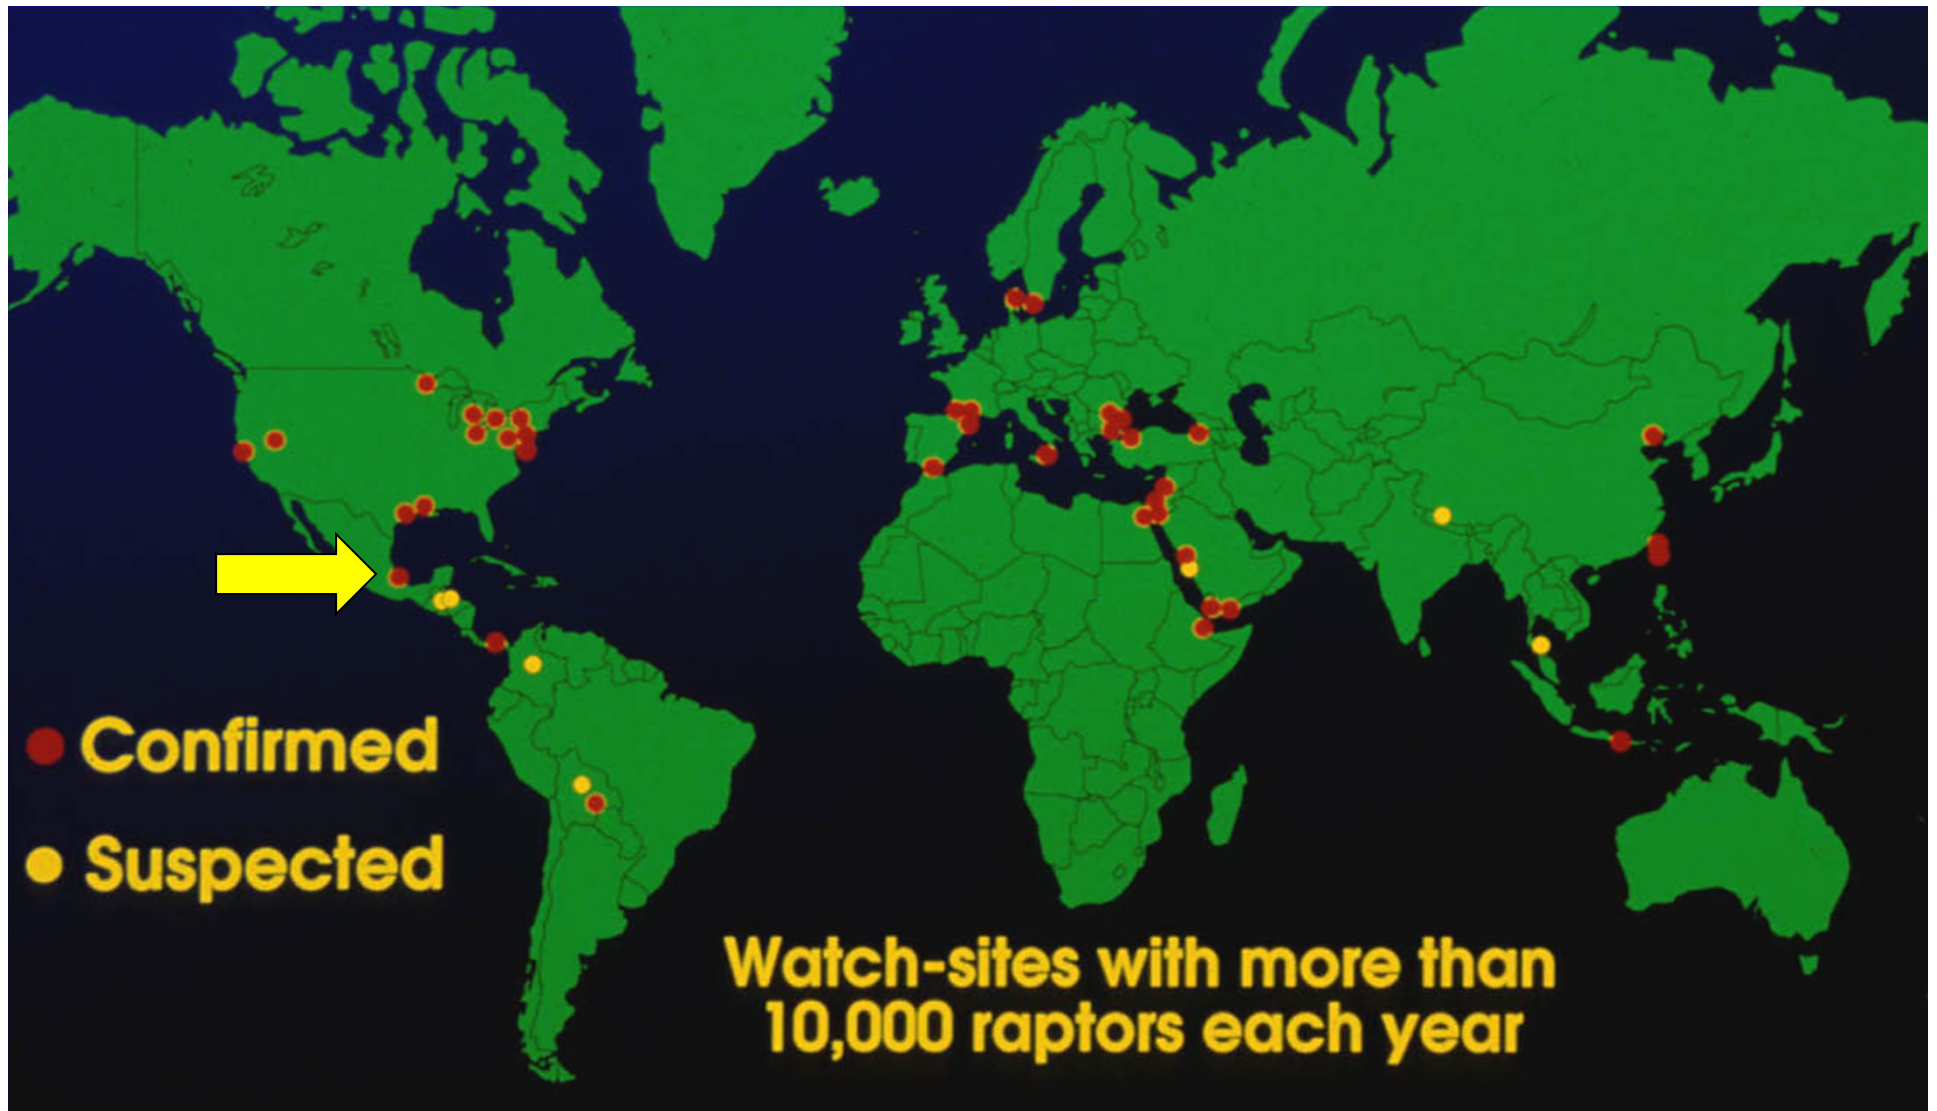 Confirmed
Suspected
Watch-sites with more than
10,000 raptors each year